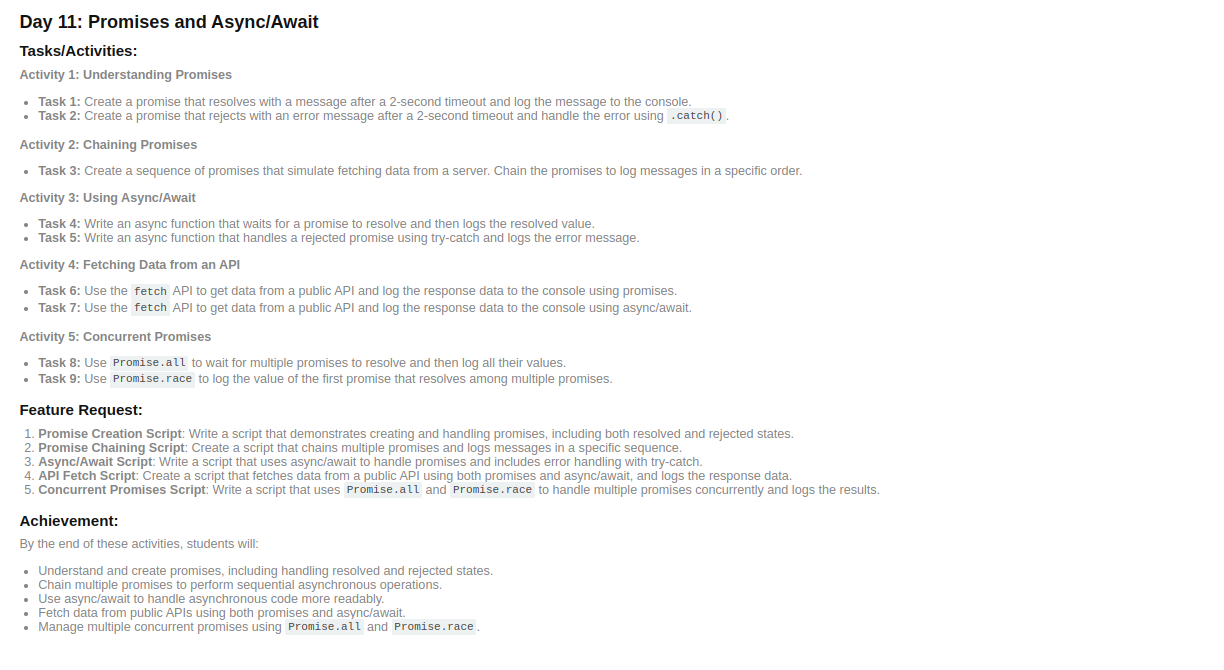 Day 11: Promises and Async/Await
Tasks/Activities:
Activity 1: Understanding Promises
• Task 1: Create a promise that resolves with a message after a 2-second timeout and log the message to the console.
• Task 2: Create a promise that rejects with an error message after a 2-second timeout and handle the error using .catch().
Activity 2: Chaining Promises
• Task 3: Create a sequence of promises that simulate fetching data from a server. Chain the promises to log messages in a specific order.
Activity 3: Using Async/Await
• Task 4: Write an async function that waits for a promise to resolve and then logs the resolved value.
• Task 5: Write an async function that handles a rejected promise using try-catch and logs the error message.
Activity 4: Fetching Data from an API
• Task 6: Use the fetch API to get data from a public API and log the response data to the console using promises.
• Task 7: Use the fetch API to get data from a public API and log the response data to the console using async/await.
Activity 5: Concurrent Promises
• Task 8: Use Promise.all to wait for multiple promises to resolve and then log all their values.
• Task 9: Use Promise.race to log the value of the first promise that resolves among multiple promises.
Feature Request:
1. Promise Creation Script: Write a script that demonstrates creating and handling promises, including both resolved and rejected states.
2. Promise Chaining Script: Create a script that chains multiple promises and logs messages in a specific sequence.
3. Async/Await Script: Write a script that uses async/await to handle promises and includes error handling with try-catch.
4. API Fetch Script: Create a script that fetches data from a public API using both promises and async/await, and logs the response data.
5. Concurrent Promises Script: Write a script that uses Promise.all and Promise.race to handle multiple promises concurrently and logs the results.
Achievement:
By the end of these activities, students will:
• Understand and create promises, including handling resolved and rejected states.
• Chain multiple promises to perform sequential asynchronous operations.
• Use async/await to handle asynchronous code more readably.
• Fetch data from public APIs using both promises and async/await.
• Manage multiple concurrent promises using Promise.all and Promise.race.